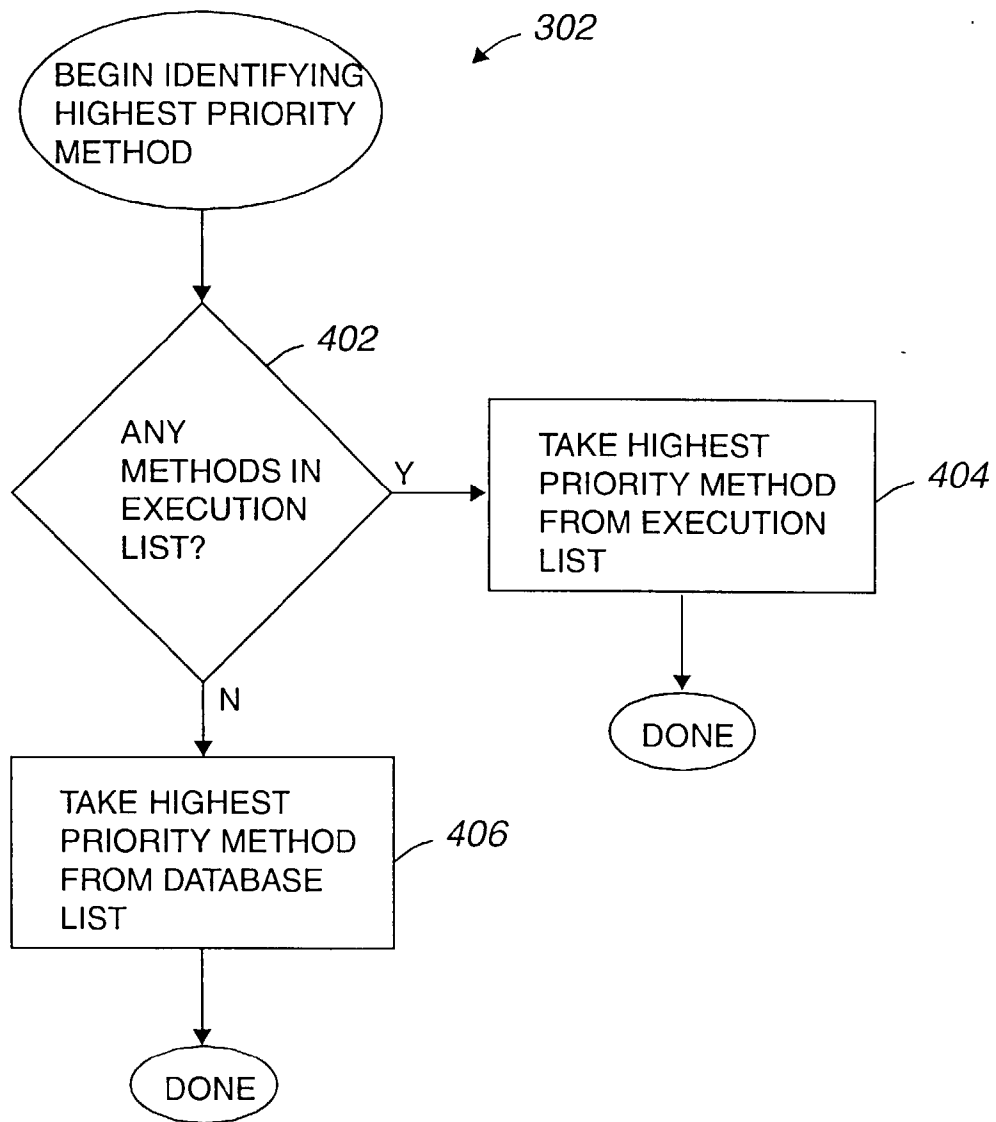 302
BEGIN IDENTIFYING
HIGHEST PRIORITY
METHOD
402
ANY
METHODS IN
EXECUTION
LIST?
Y
TAKE HIGHEST
PRIORITY METHOD
FROM EXECUTION
LIST
404
DONE
N
TAKE HIGHEST
PRIORITY METHOD
FROM DATABASE
LIST
406
DONE